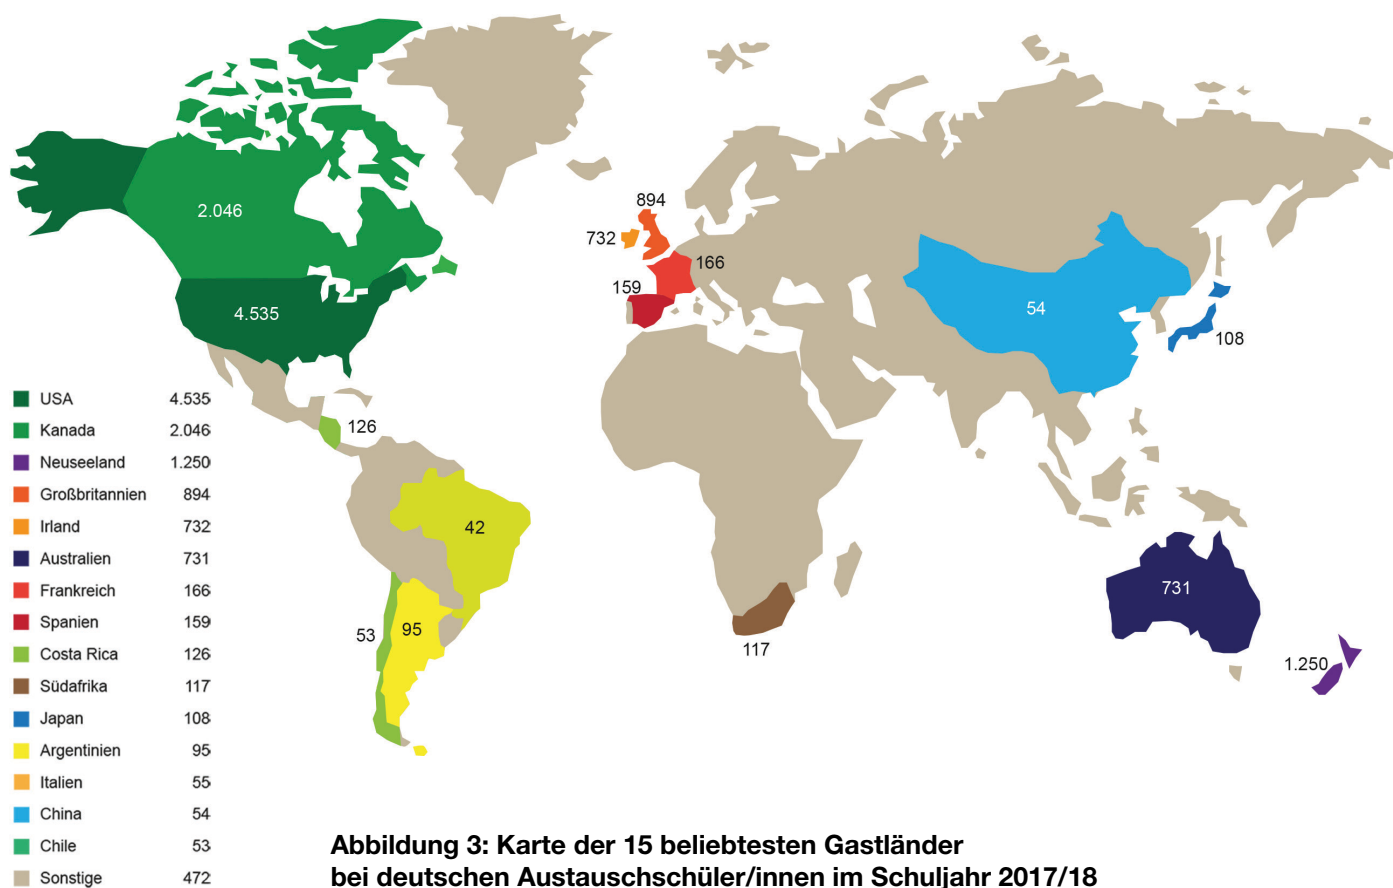 894
2.046
732
166
159
4.535
54
108
126
42
731
53
95
117
1.250
USA 4.535
Kanada 2.046
Neuseeland 1.250
Großbritannien 894
Irland 732
Australien 731
Frankreich 166
Spanien 159
Costa Rica 126
Südafrika 117
Japan 108
Argentinien 95
Italien 55
China 54
Chile 53
Sonstige 472
Abbildung 3: Karte der 15 beliebtesten Gastländer
bei deutschen Austauschschüler/innen im Schuljahr 2017/18